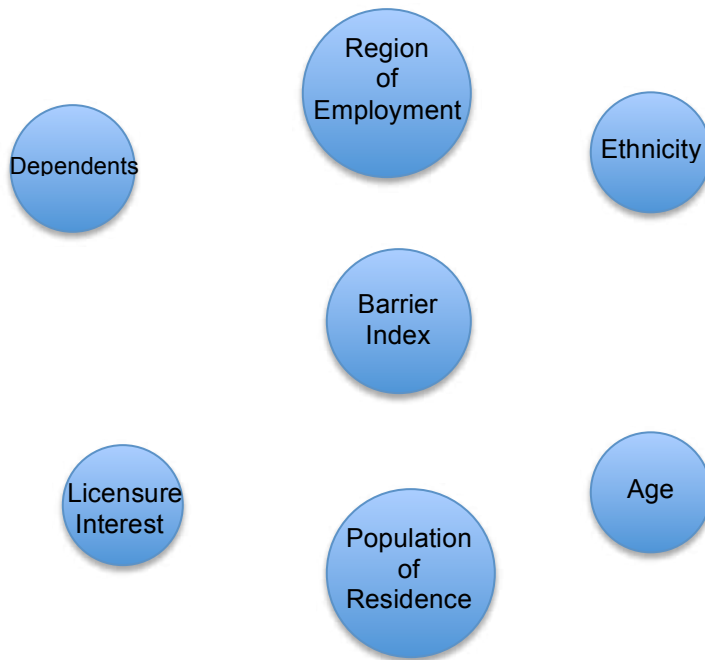 Region
of
Employment
Dependents
Ethnicity
Barrier
Index
Licensure
Interest
Age
Population
of
Residence